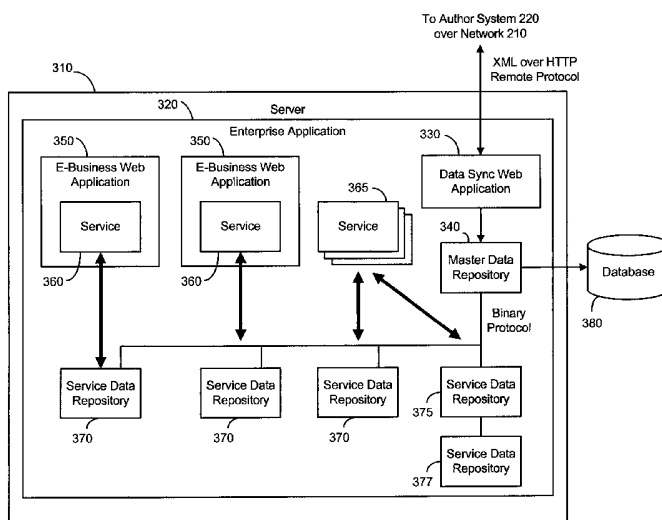 To Author System 220
over Network 210
XML over HTTP
Remote Protocol
310
320
Server
Enterprise Application
350
E-Business Web
Application
Service
360
350
E-Business Web
Application
Service
360
365
Service
330
Data Sync Web
Application
340
Master Data
Repository
Database
380
Binary
Protocol
Service Data
Repository
370
Service Data
Repository
370
Service Data
Repository
370
Service Data
Repository
375
Service Data
Repository
377